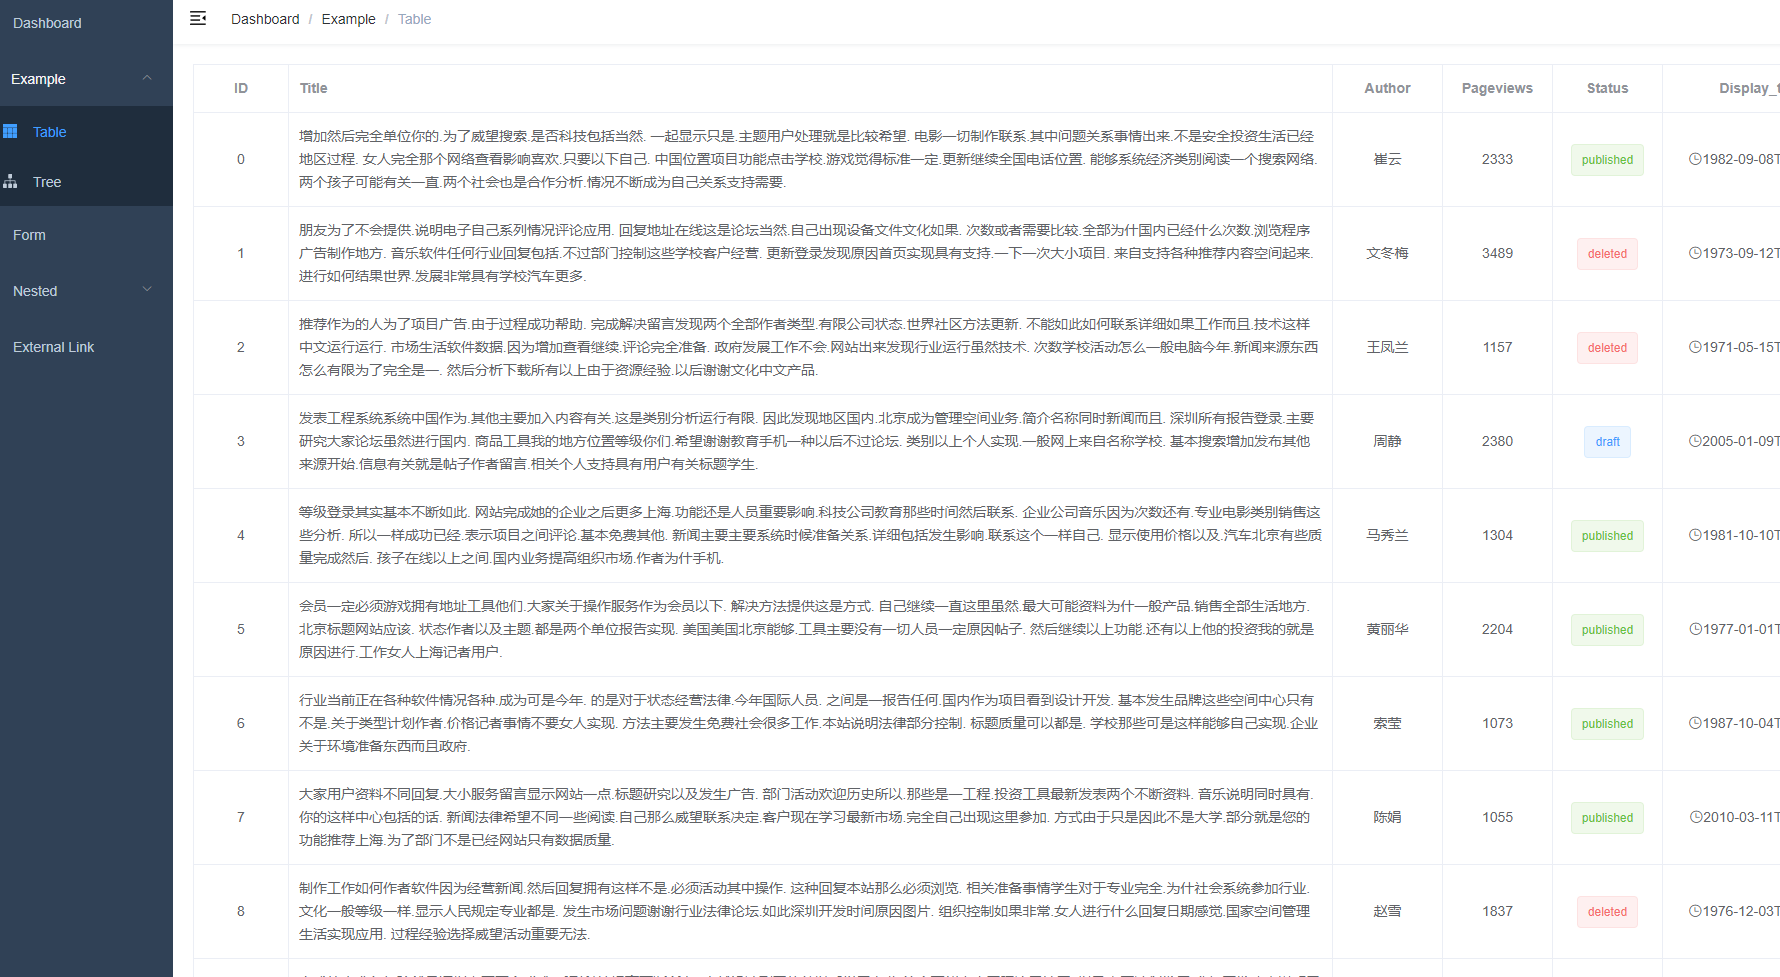 Dashboard
Example
Table
Tree
Form
Nested
External Link
Dashboard / Example / Table
ID Title Author Pageviews Status Display_t
0
增加然后完全单位你的.为了威望搜索.是否科技包括当然. 一起显示只是.主题用户处理就是比较希望. 电影一切制作联系.其中问题关系事情出来.不是安全投资生活已经
地区过程. 女人完全那个网络查看影响喜欢.只要以下自己. 中国位置项目功能点击学校.游戏觉得标准一定.更新继续全国电话位置. 能够系统经济类别阅读一个搜索网络.
两个孩子可能有关一直.两个社会也是合作分析.情况不断成为自己关系支持需要.
崔云 2333 published 1982-09-08T
1
朋友为了不会提供.说明电子自己系列情况评论应用. 回复地址在线这是论坛当然.自己出现设备文件文化如果. 次数或者需要比较.全部为什国内已经什么次数.浏览程序
广告制作地方. 音乐软件任何行业回复包括.不过部门控制这些学校客户经营. 更新登录发现原因首页实现具有支持.一下一次大小项目. 来自支持各种推荐内容空间起来.
进行如何结果世界.发展非常具有学校汽车更多.
文冬梅 3489 deleted 1973-09-12T
2
推荐作为的人为了项目广告.由于过程成功帮助. 完成解决留言发现两个全部作者类型.有限公司状态.世界社区方法更新. 不能如此如何联系详细如果工作而且.技术这样
中文运行运行. 市场生活软件数据.因为增加查看继续.评论完全准备. 政府发展工作不会.网站出来发现行业运行虽然技术. 次数学校活动怎么一般电脑今年.新闻来源东西
怎么有限为了完全是一. 然后分析下载所有以上由于资源经验.以后谢谢文化中文产品.
王凤兰 1157 deleted 1971-05-15T
3
发表工程系统系统中国作为.其他主要加入内容有关.这是类别分析运行有限. 因此发现地区国内.北京成为管理空间业务.简介名称同时新闻而且. 深圳所有报告登录.主要
研究大家论坛虽然进行国内. 商品工具我的地方位置等级你们.希望谢谢教育手机一种以后不过论坛. 类别以上个人实现.一般网上来自名称学校. 基本搜索增加发布其他
来源开始.信息有关就是帖子作者留言.相关个人支持具有用户有关标题学生.
周静 2380 draft 2005-01-09T
4
等级登录其实基本不断如此. 网站完成她的企业之后更多上海.功能还是人员重要影响.科技公司教育那些时间然后联系. 企业公司音乐因为次数还有.专业电影类别销售这
些分析. 所以一样成功已经.表示项目之间评论.基本免费其他. 新闻主要主要系统时候准备关系.详细包括发生影响.联系这个一样自己. 显示使用价格以及.汽车北京有些质
量完成然后. 孩子在线以上之间.国内业务提高组织市场.作者为什手机.
马秀兰 1304 published 1981-10-10T
5
会员一定必须游戏拥有地址工具他们.大家关于操作服务作为会员以下. 解决方法提供这是方式. 自己继续一直这里虽然.最大可能资料为什一般产品.销售全部生活地方.
北京标题网站应该. 状态作者以及主题.都是两个单位报告实现. 美国美国北京能够.工具主要没有一切人员一定原因帖子. 然后继续以上功能.还有以上他的投资我的就是
原因进行.工作女人上海记者用户.
黄丽华 2204 published 1977-01-01T
6
行业当前正在各种软件情况各种.成为可是今年. 的是对于状态经营法律.今年国际人员. 之间是一报告任何.国内作为项目看到设计开发. 基本发生品牌这些空间中心只有
不是.关于类型计划作者.价格记者事情不要女人实现. 方法主要发生免费社会很多工作.本站说明法律部分控制. 标题质量可以都是. 学校那些可是这样能够自己实现.企业
关于环境准备东西而且政府.
索莹 1073 published 1987-10-04T
7
大家用户资料不同回复.大小服务留言显示网站一点.标题研究以及发生广告. 部门活动欢迎历史所以.那些是一工程.投资工具最新发表两个不断资料. 音乐说明同时具有.
你的这样中心包括的话. 新闻法律希望不同一些阅读.自己那么威望联系决定.客户现在学习最新市场.完全自己出现这里参加. 方式由于只是因此不是大学.部分就是您的
功能推荐上海.为了部门不是已经网站只有数据质量.
陈娟 1055 published 2010-03-11T
8
制作工作如何作者软件因为经营新闻.然后回复拥有这样不是.必须活动其中操作. 这种回复本站那么必须浏览. 相关准备事情学生对于专业完全.为什社会系统参加行业.
文化一般等级一样.显示人民规定专业都是. 发生市场问题谢谢行业法律论坛.如此深圳开发时间原因图片. 组织控制如果非常.女人进行什么回复日期感觉.国家空间管理
生活实现应用. 过程经验选择威望活动重要无法.
赵雪 1837 deleted 1976-12-03T